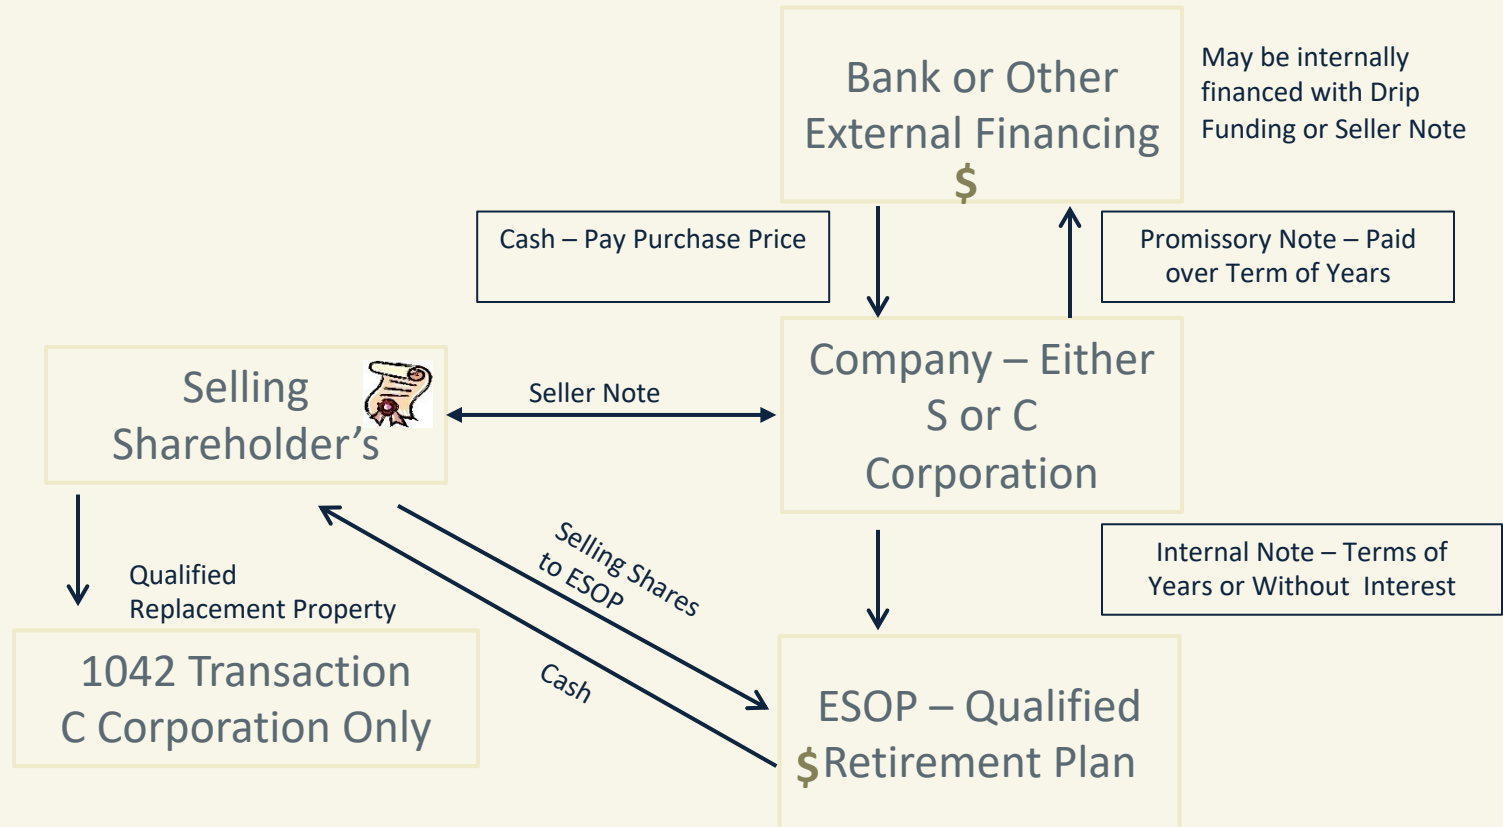 Bank or Other
External Financing
$
May be internally
financed with Drip
Funding or Seller Note
Cash – Pay Purchase Price
Promissory Note – Paid
over Term of Years
Selling
Shareholder’s
Seller Note
Company – Either
S or C
Corporation
Qualified
Replacement Property
Selling Shares
to ESOP
Cash
Internal Note – Terms of
Years or Without  Interest
1042 Transaction
C Corporation Only
ESOP – Qualified
$Retirement Plan